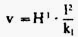 v = H¹ · l²/k₁